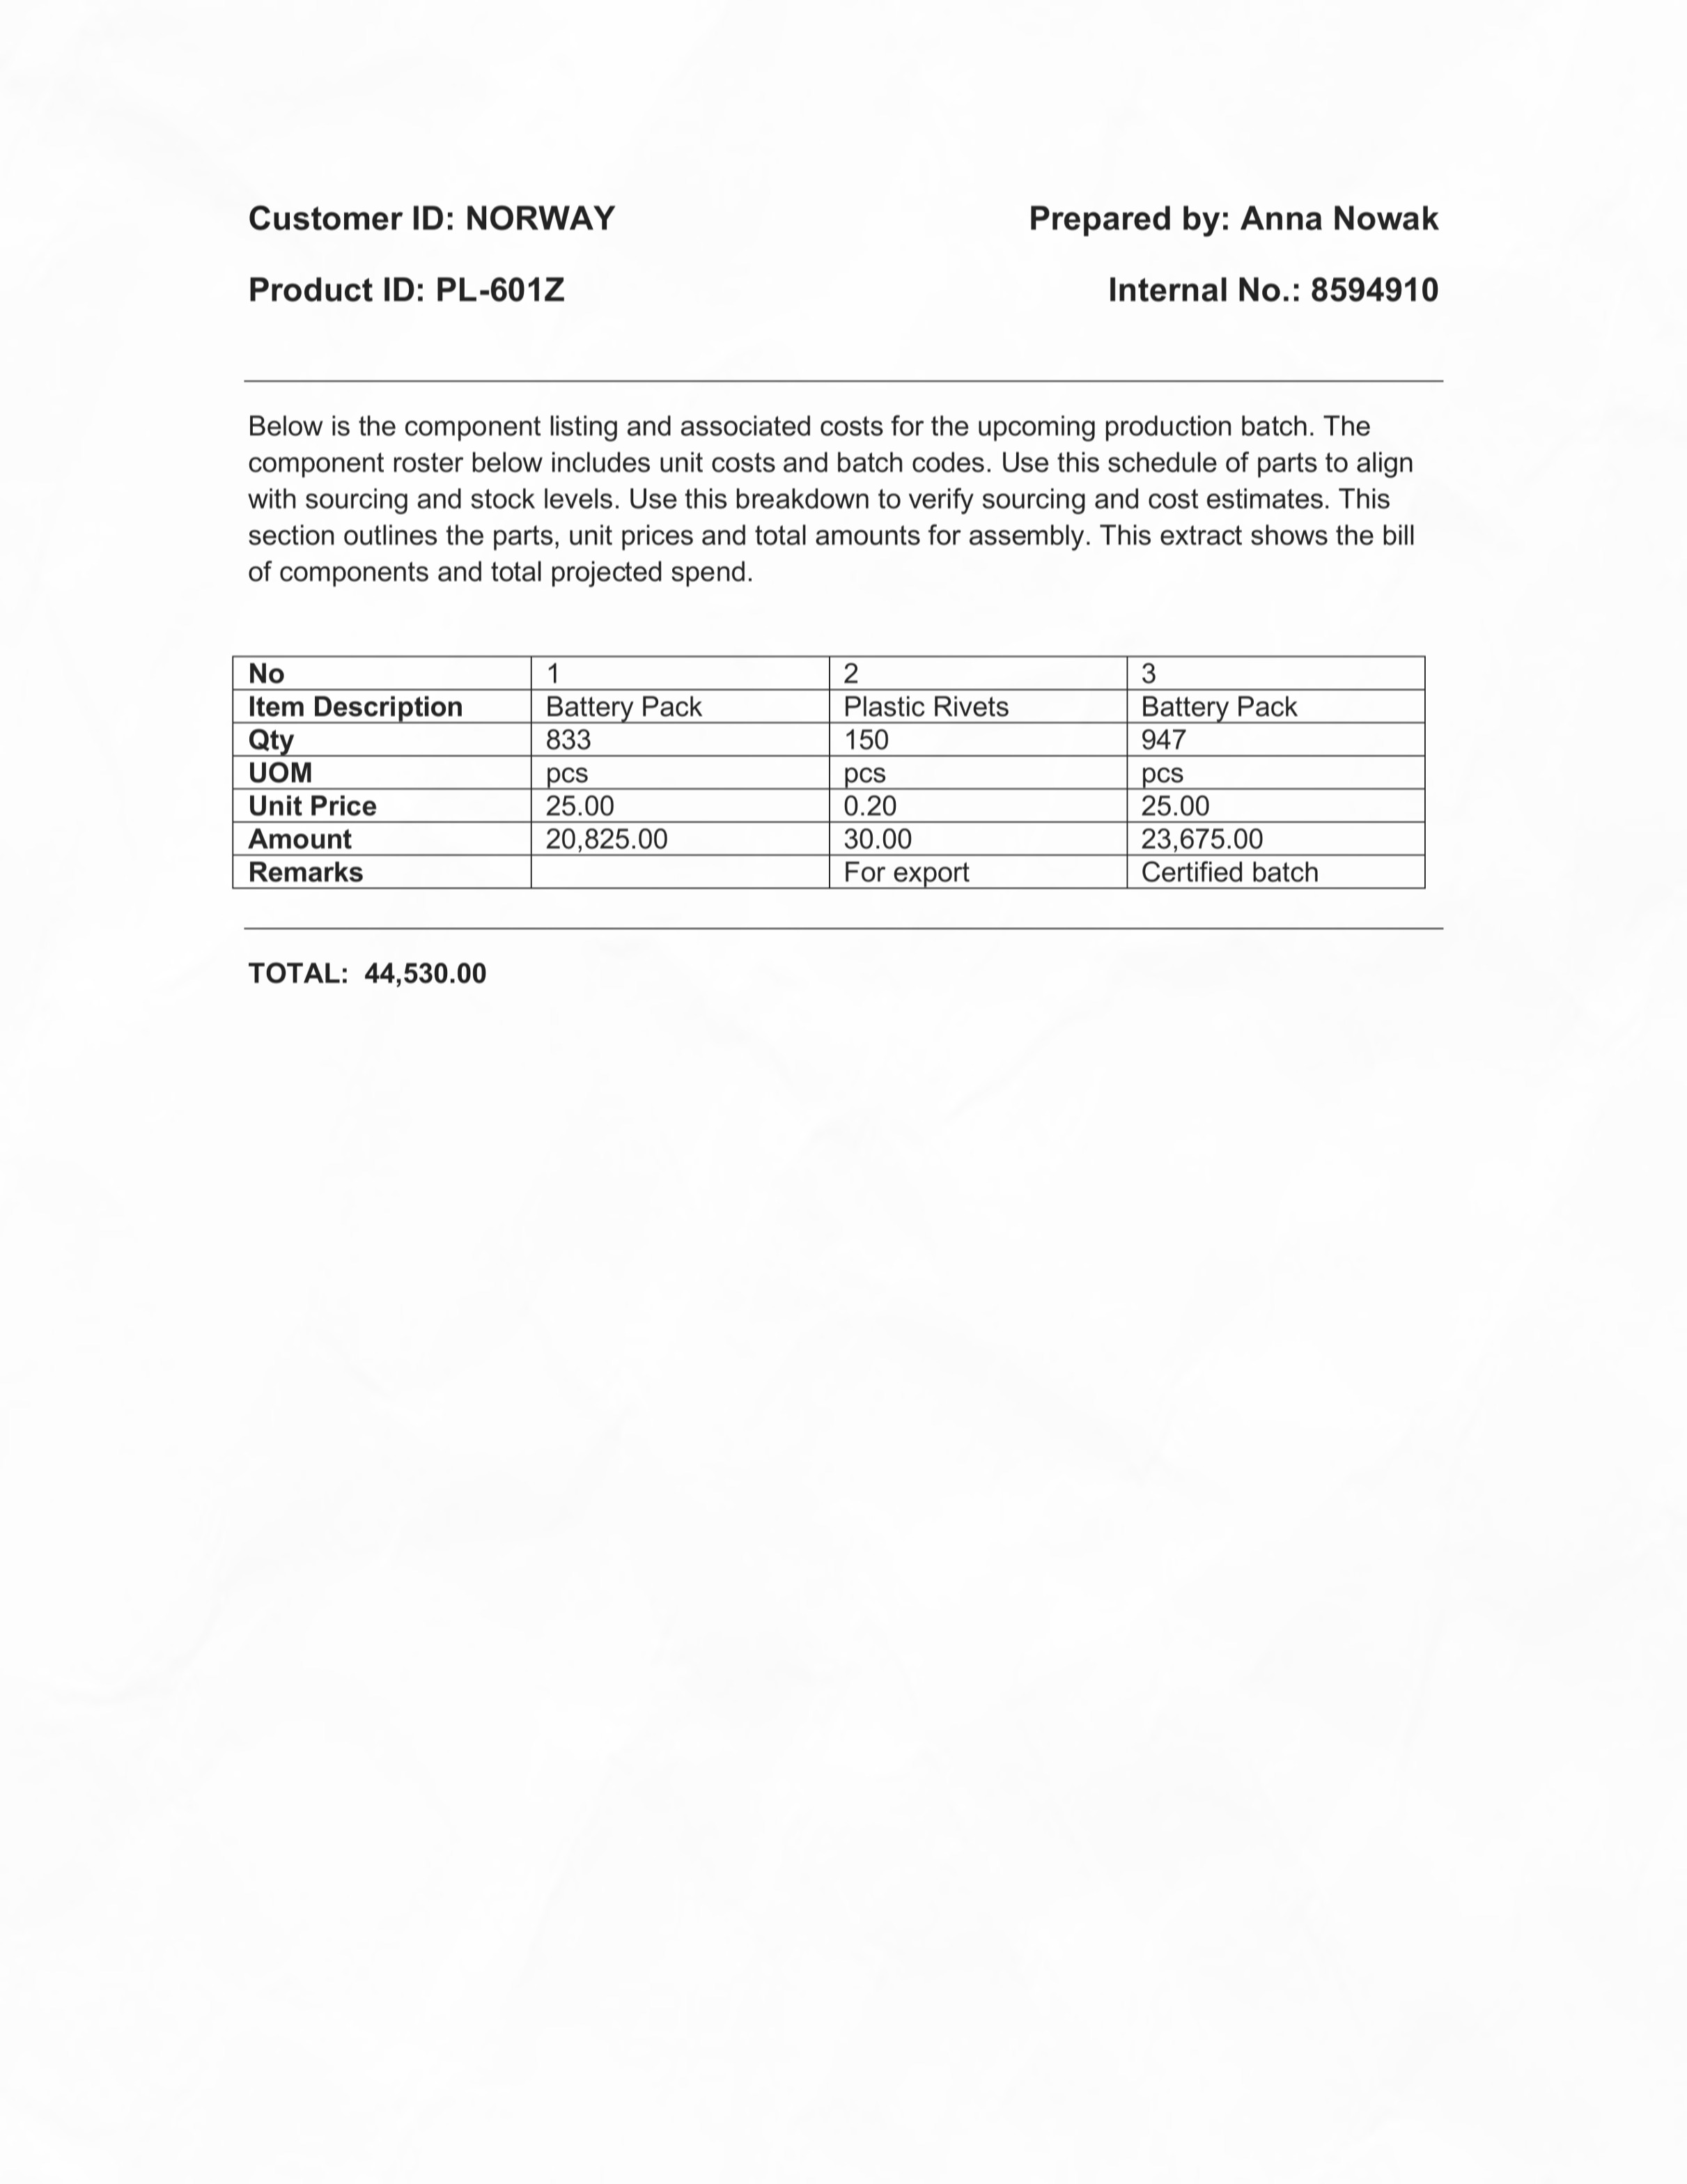 Customer ID: NORWAY Prepared by: Anna Nowak
Product ID: PL-601Z Internal No.: 8594910
Below is the component listing and associated costs for the upcoming production batch. The
component roster below includes unit costs and batch codes. Use this schedule of parts to align
with sourcing and stock levels. Use this breakdown to verify sourcing and cost estimates. This
section outlines the parts, unit prices and total amounts for assembly. This extract shows the bill
of components and total projected spend.
No 1 2 3
Item Description Battery Pack Plastic Rivets Battery Pack
Qty 833 150 947
UOM pcs pcs pcs
Unit Price 25.00 0.20 25.00
Amount 20,825.00 30.00 23,675.00
Remarks For export Certified batch
TOTAL: 44,530.00